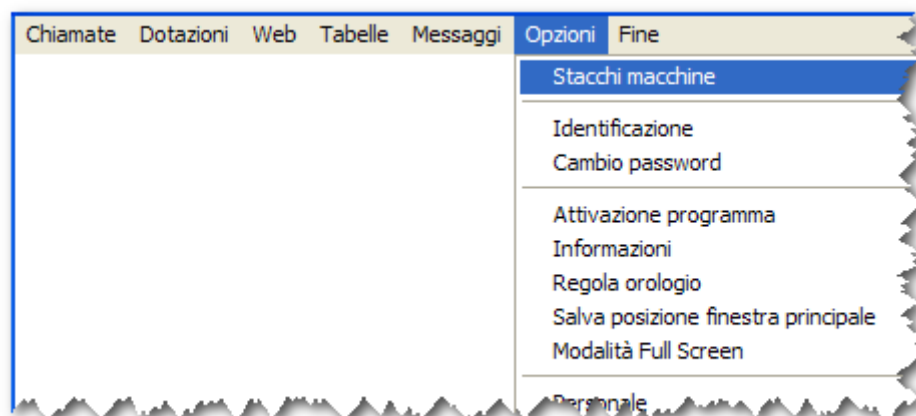 Chiamate Dotazioni Web Tabelle Messaggi Opzioni Fine
Stacchi macchine
Identificazione
Cambio password
Attivazione programma
Informazioni
Regola orologio
Salva posizione finestra principale
Modalità Full Screen
Personale